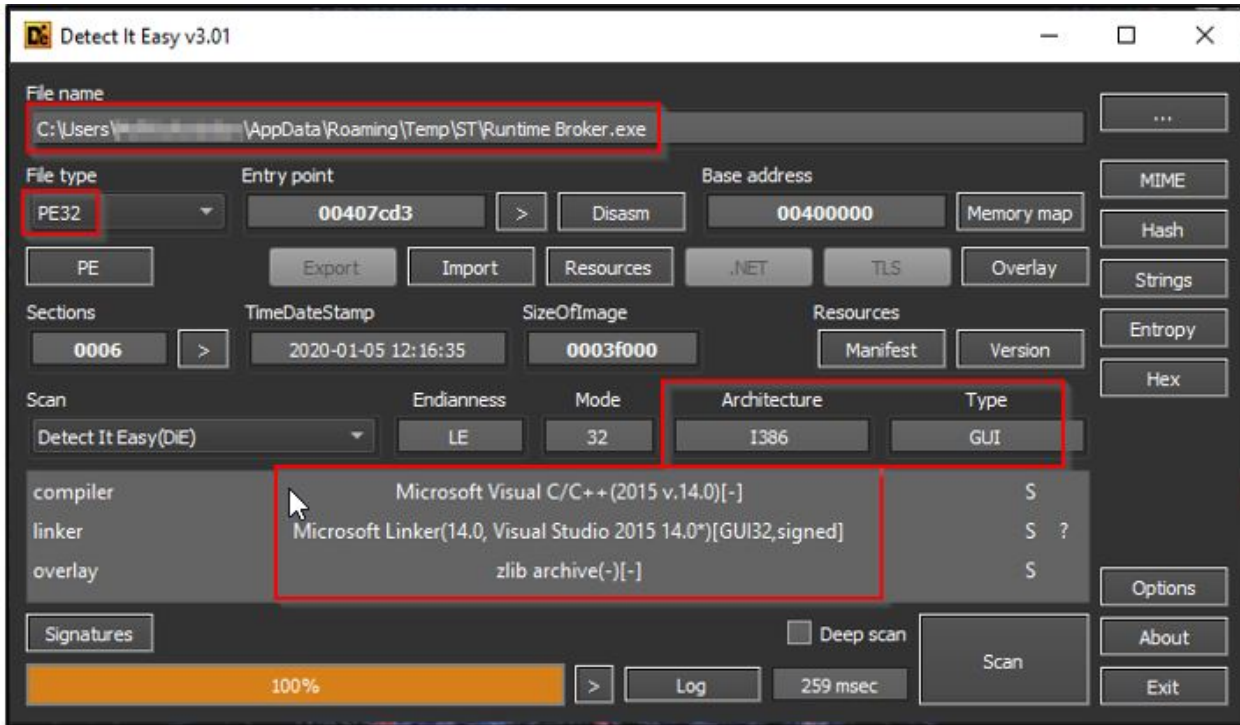 Detect It Easy v3.01
File name
C:\Users\ \AppData\Roaming\Temp\ST\Runtime Broker.exe
...
File type Entry point Base address
MIME
PE32 00407cd3 > Disasm 00400000 Memory map
Hash
PE Export Import Resources .NET TLS Overlay
Strings
Sections TimeDateStamp SizeOfImage Resources
Entropy
0006 > 2020-01-05 12:16:35 0003f000 Manifest Version
Hex
Scan Endianness Mode Architecture Type
Detect It Easy(DiE) LE 32 I386 GUI
compiler Microsoft Visual C/C++(2015 v.14.0)[-] S
linker Microsoft Linker(14.0, Visual Studio 2015 14.0*)[GUI32,signed] S ?
overlay zlib archive(-)[-] S
Options
Signatures Deep scan Scan About
100% > Log 259 msec Exit